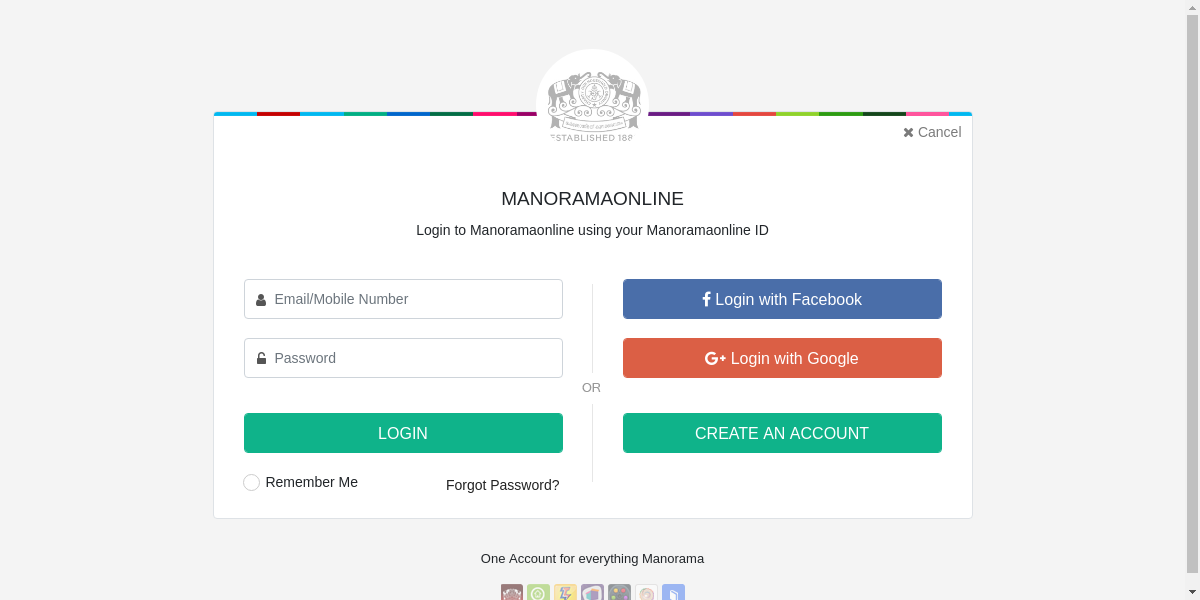 ESTABLISHED 188
Cancel
MANORAMAONLINE
Login to Manoramaonline using your Manoramaonline ID
Email/Mobile Number
Login with Facebook
Password
Login with Google
OR
LOGIN
CREATE AN ACCOUNT
Remember Me
Forgot Password?
One Account for everything Manorama